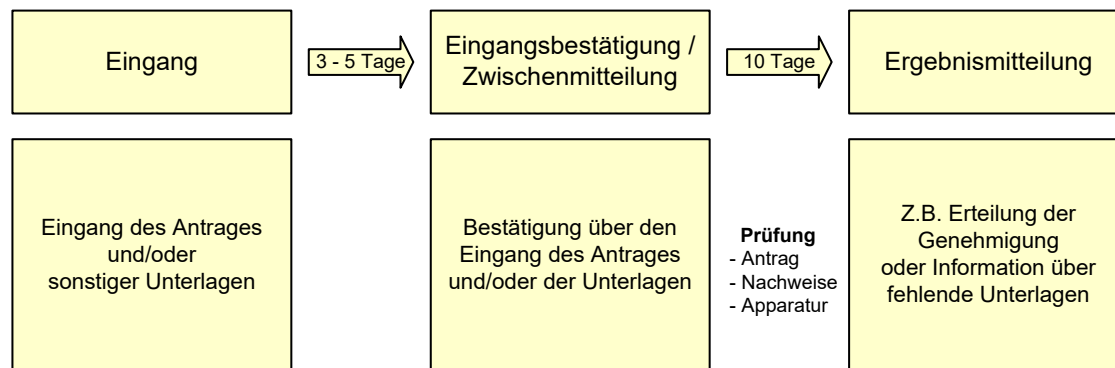 Eingang
3 - 5 Tage
Eingangsbestätigung /
Zwischenmitteilung
10 Tage
Ergebnismitteilung
Eingang des Antrages
und/oder
sonstiger Unterlagen
Bestätigung über den
Eingang des Antrages
und/oder der Unterlagen
Prüfung
- Antrag
- Nachweise
- Apparatur
Z.B. Erteilung der
Genehmigung
oder Information über
fehlende Unterlagen